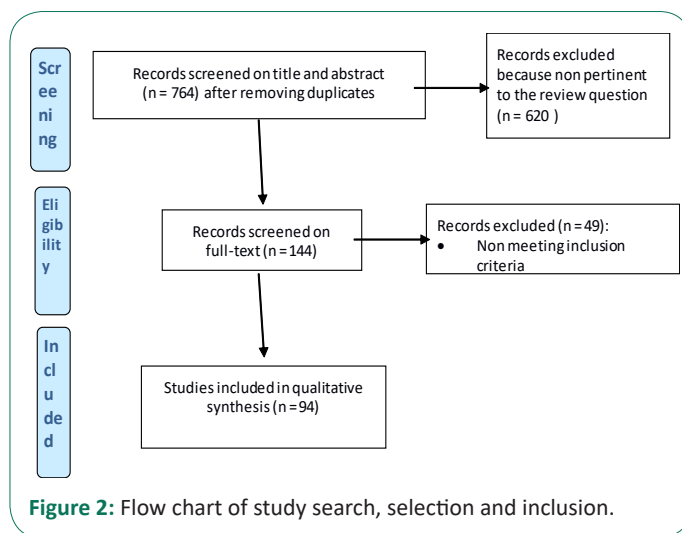 Scr
ee
ni
ng
Records screened on title and abstract
(n = 764) after removing duplicates
Records excluded
because non pertinent
to the review question
(n = 620 )
Eli
gib
ilit
y
Records screened on
full-text (n = 144)
Records excluded (n = 49):
• Non meeting inclusion
criteria
In
cl
u
de
d
Studies included in qualitative
synthesis (n = 94)
Figure 2: Flow chart of study search, selection and inclusion.